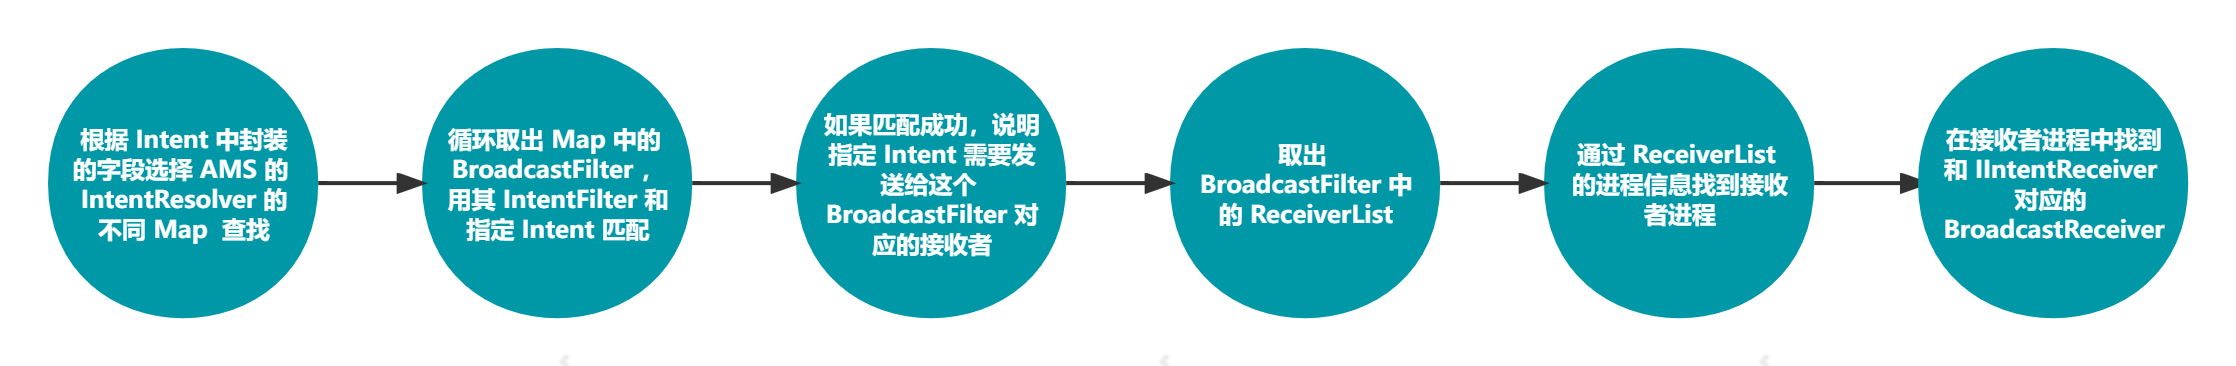 根据 Intent 中封装
的字段选择 AMS 的
IntentResolver 的
不同 Map  查找
循环取出 Map 中的
BroadcastFilter ，
用其 IntentFilter 和
指定 Intent 匹配
如果匹配成功，说明
指定 Intent 需要发
送给这个
BroadcastFilter 对
应的接收者
取出
BroadcastFilter 中
的 ReceiverList
通过 ReceiverList
的进程信息找到接收
者进程
在接收者进程中找到
和 IIntentReceiver
对应的
BroadcastReceiver